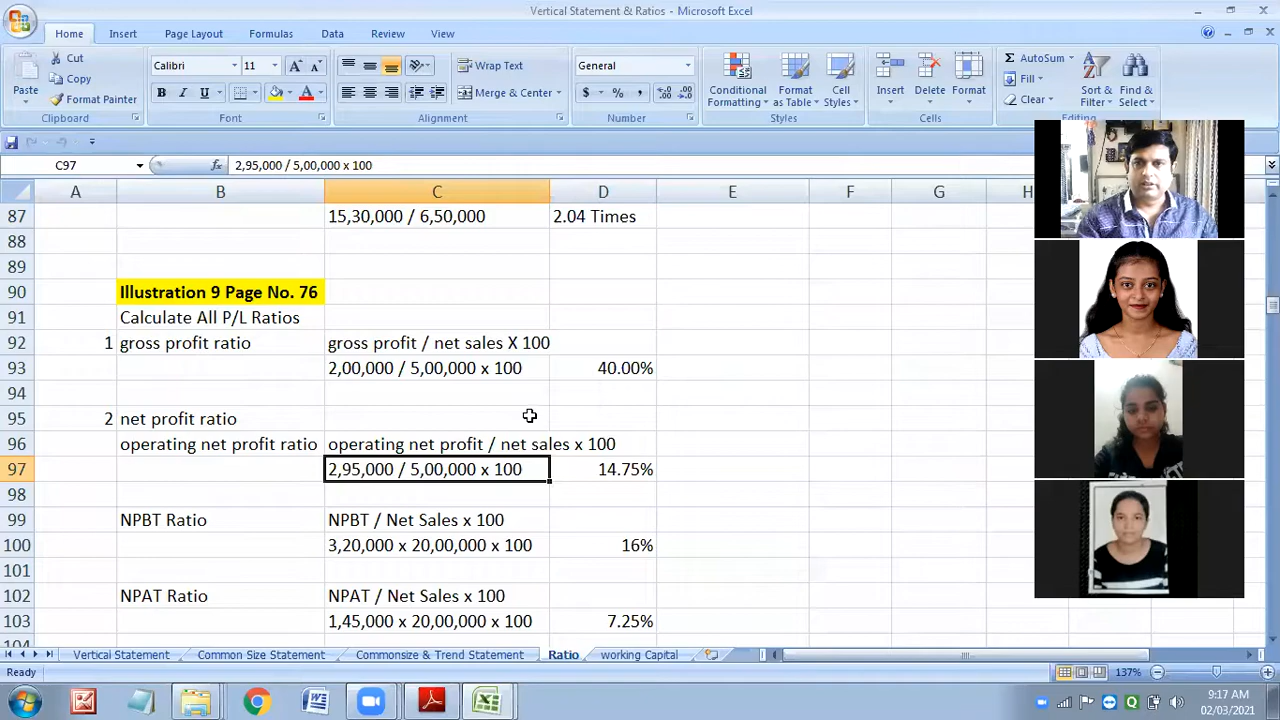 Vertical Statement & Ratios - Microsoft Excel
Home Insert Page Layout Formulas Data Review View
Cut
Copy
Format Painter
Paste
Clipboard
Calibri 11
B I U
Font
Wrap Text
Merge & Center
Alignment
General
$ % ,
Number
Conditional Formatting
Format as Table
Cell Styles
Styles
Insert Delete Format
Cells
Σ AutoSum
Fill
Clear
Sort & Filter
Find & Select
Editing
C97 fx 2,95,000 / 5,00,000 x 100
A B C D E F G H
87 15,30,000 / 6,50,000 2.04 Times
88
89
90 Illustration 9 Page No. 76
91 Calculate All P/L Ratios
92 1 gross profit ratio gross profit / net sales X 100
93 2,00,000 / 5,00,000 x 100 40.00%
94
95 2 net profit ratio
96 operating net profit ratio operating net profit / net sales x 100
97 2,95,000 / 5,00,000 x 100 14.75%
98
99 NPBT Ratio NPBT / Net Sales x 100
100 3,20,000 x 20,00,000 x 100 16%
101
102 NPAT Ratio NPAT / Net Sales x 100
103 1,45,000 x 20,00,000 x 100 7.25%
104
Vertical Statement Common Size Statement Commonsize & Trend Statement Ratio working Capital
Ready 137%
9:17 AM
02/03/2021